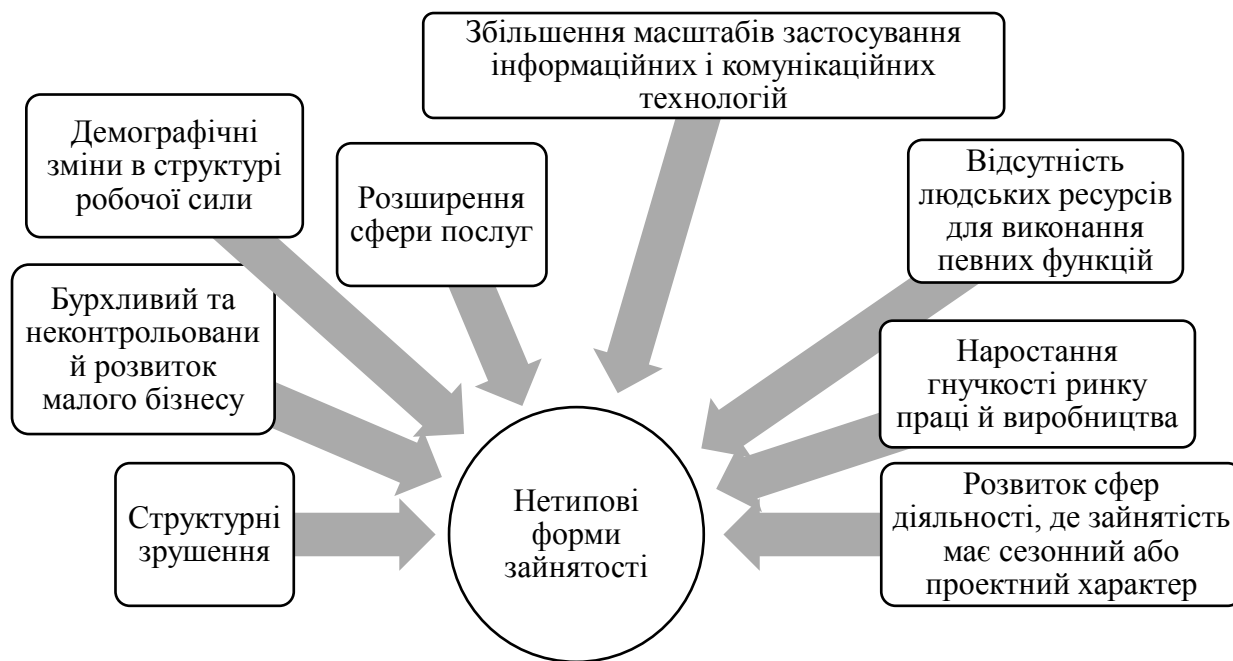 Збільшення масштабів застосування
інформаційних і комунікаційних
технологій
Демографічні
зміни в структурі
робочої сили
Розширення
сфери послуг
Відсутність
людських ресурсів
для виконання
певних функцій
Бурхливий та
неконтрольовани
й розвиток
малого бізнесу
Наростання
гнучкості ринку
праці й виробництва
Структурні
зрушення
Нетипові
форми
зайнятості
Розвиток сфер
діяльності, де зайнятість
має сезонний або
проектний характер